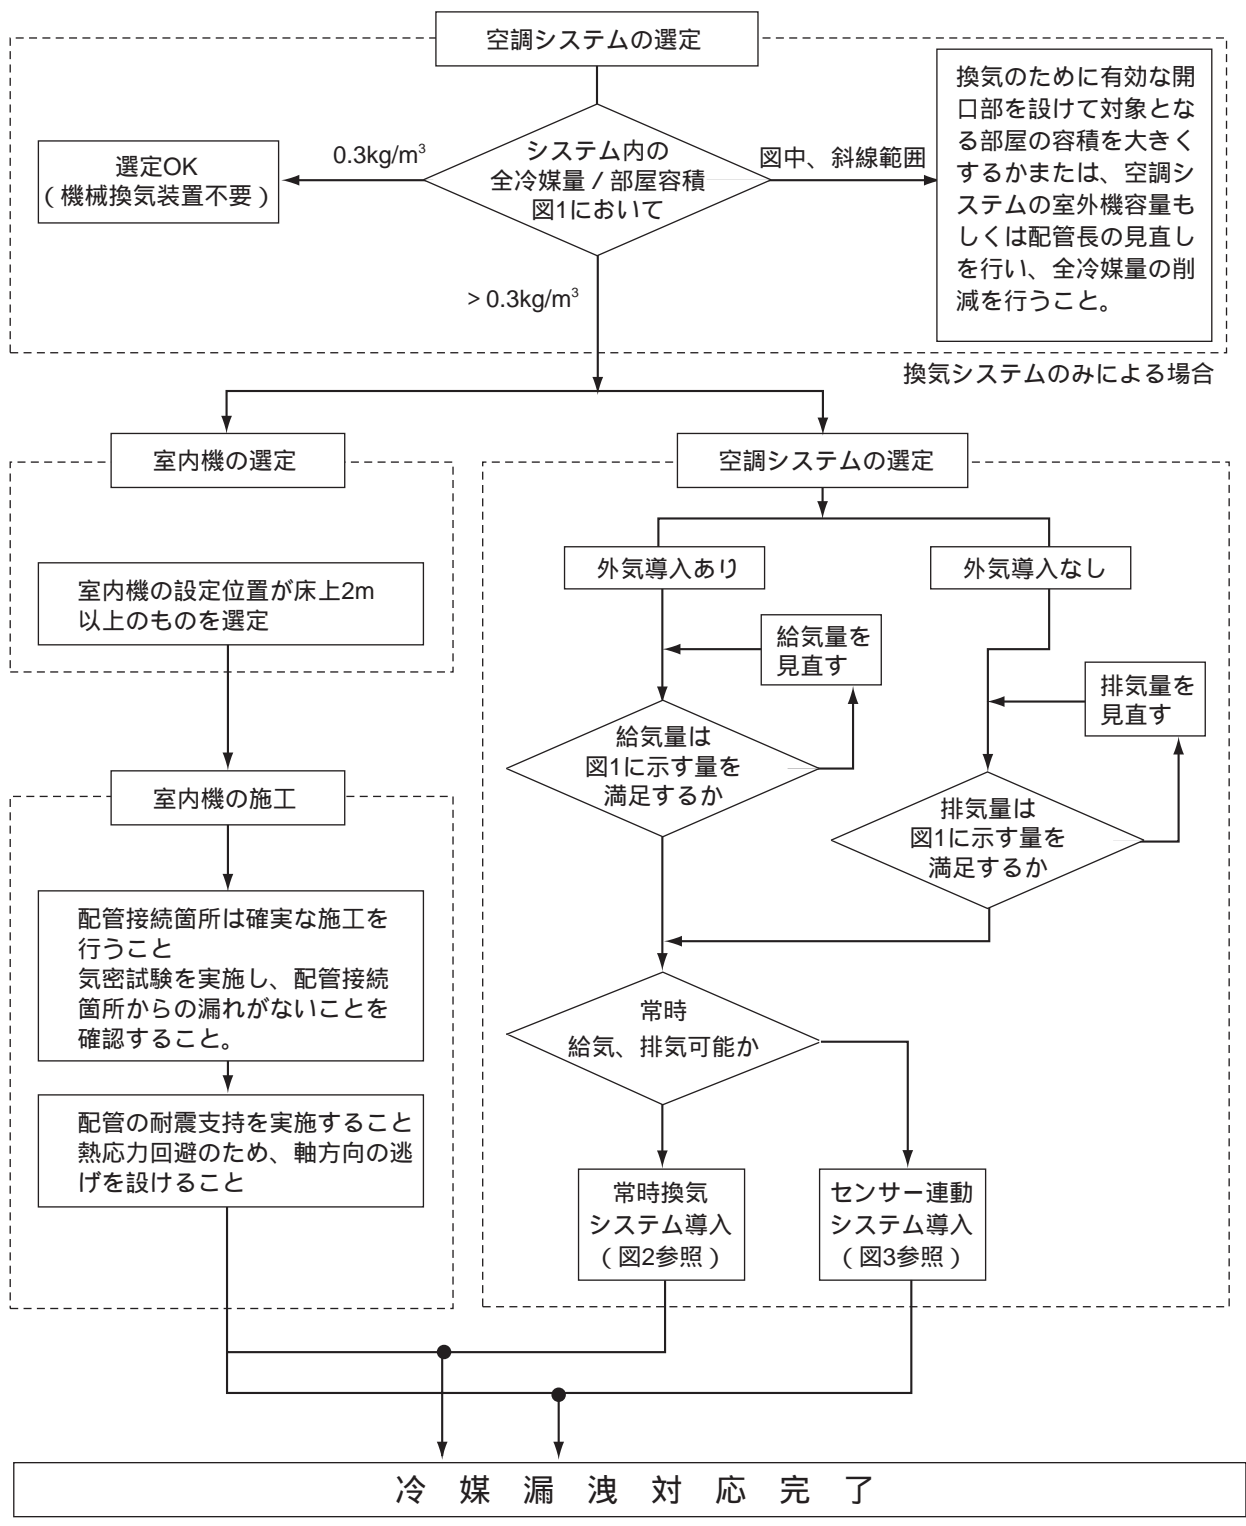 空調システムの選定
システム内の
全冷媒量 / 部屋容積
図1において
0.3kg/m³
選定OK
(機械換気装置不要)
図中、斜線範囲
換気のために有効な開
口部を設けて対象とな
る部屋の容積を大きく
するかまたは、空調シ
ステムの室外機容量も
しくは配管長の見直し
を行い、全冷媒量の削
減を行うこと。
> 0.3kg/m³
換気システムのみによる場合
室内機の選定
室内機の設定位置が床上2m
以上のものを選定
室内機の施工
配管接続箇所は確実な施工を
行うこと
気密試験を実施し、配管接続
箇所からの漏れがないことを
確認すること。
配管の耐震支持を実施すること
熱応力回避のため、軸方向の逃
げを設けること
空調システムの選定
外気導入あり
外気導入なし
給気量を
見直す
排気量を
見直す
給気量は
図1に示す量を
満足するか
排気量は
図1に示す量を
満足するか
常時
給気、排気可能か
常時換気
システム導入
(図2参照)
センサー連動
システム導入
(図3参照)
冷媒漏洩対応完了